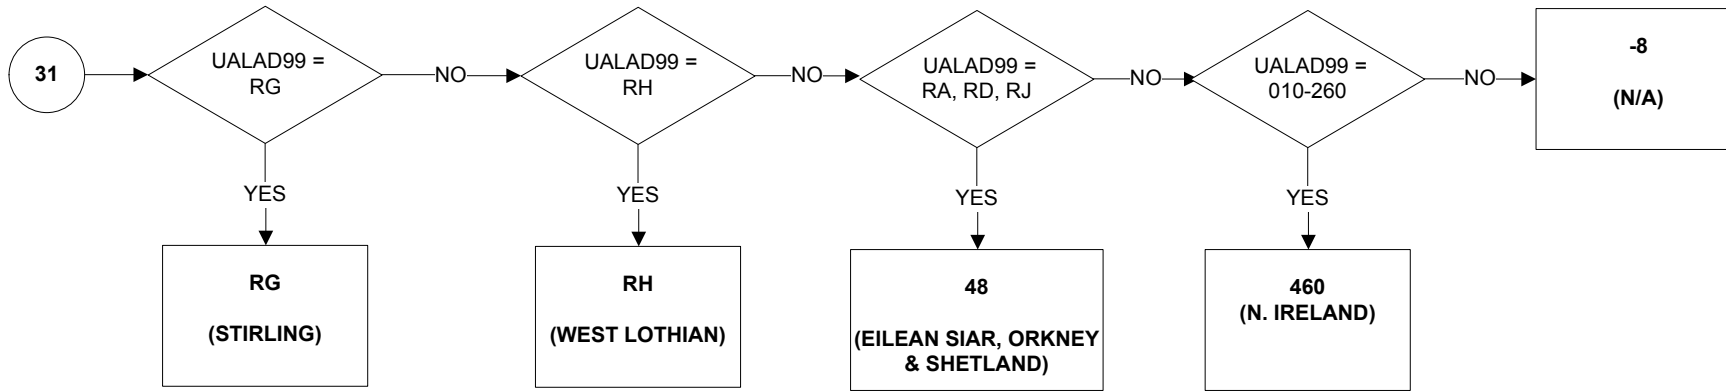 31
UALAD99 =
RG
NO
UALAD99 =
RH
NO
UALAD99 =
RA, RD, RJ
NO
UALAD99 =
010-260
NO
-8
(N/A)
YES
YES
YES
YES
RG
(STIRLING)
RH
(WEST LOTHIAN)
48
(EILEAN SIAR, ORKNEY
& SHETLAND)
460
(N. IRELAND)